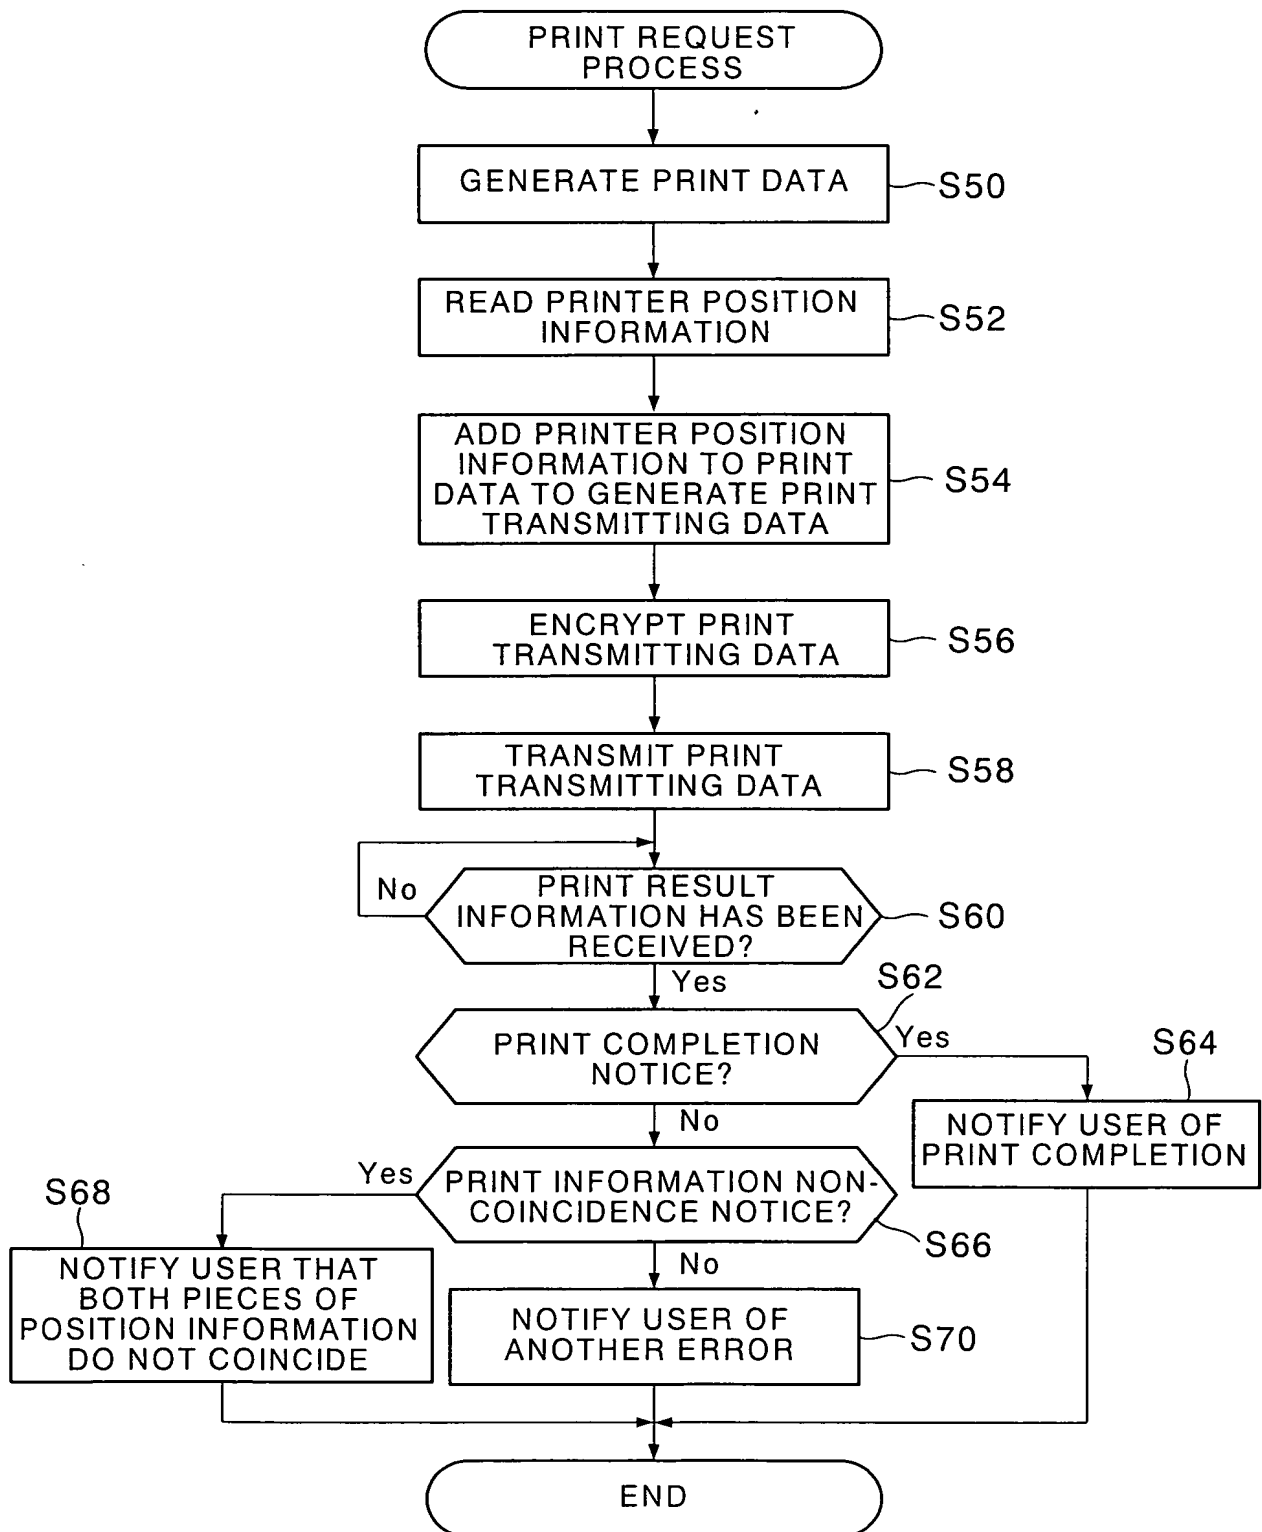 PRINT REQUEST
PROCESS
GENERATE PRINT DATA
S50
READ PRINTER POSITION
INFORMATION
S52
ADD PRINTER POSITION
INFORMATION TO PRINT
DATA TO GENERATE PRINT
TRANSMITTING DATA
S54
ENCRYPT PRINT
TRANSMITTING DATA
S56
TRANSMIT PRINT
TRANSMITTING DATA
S58
No
PRINT RESULT
INFORMATION HAS BEEN
RECEIVED?
S60
Yes
S62
PRINT COMPLETION
NOTICE?
Yes
S64
NOTIFY USER OF
PRINT COMPLETION
No
Yes
PRINT INFORMATION NON-
COINCIDENCE NOTICE?
S66
S68
NOTIFY USER THAT
BOTH PIECES OF
POSITION INFORMATION
DO NOT COINCIDE
No
NOTIFY USER OF
ANOTHER ERROR
S70
END